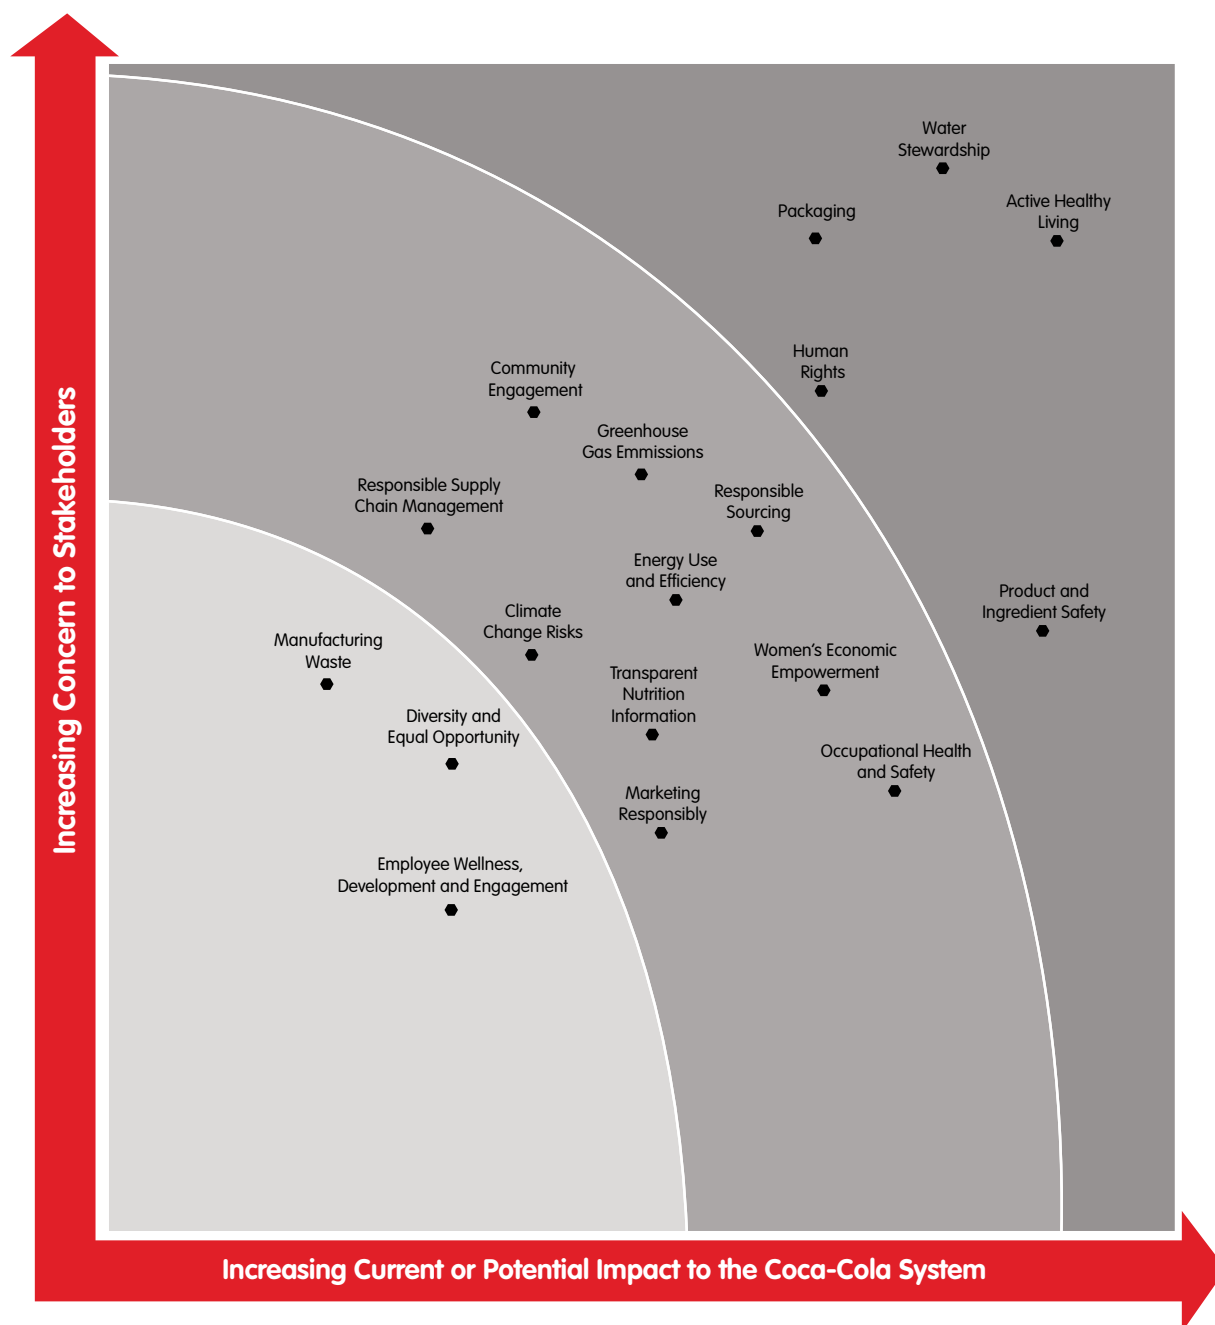 Water
Stewardship
Active Healthy
Living
Packaging
Human
Rights
Community
Engagement
Greenhouse
Gas Emmissions
Responsible Supply
Chain Management
Responsible
Sourcing
Energy Use
and Efficiency
Product and
Ingredient Safety
Climate
Change Risks
Manufacturing
Waste
Women's Economic
Empowerment
Transparent
Nutrition
Information
Diversity and
Equal Opportunity
Occupational Health
and Safety
Marketing
Responsibly
Employee Wellness,
Development and Engagement
Increasing Concern to Stakeholders
Increasing Current or Potential Impact to the Coca-Cola System